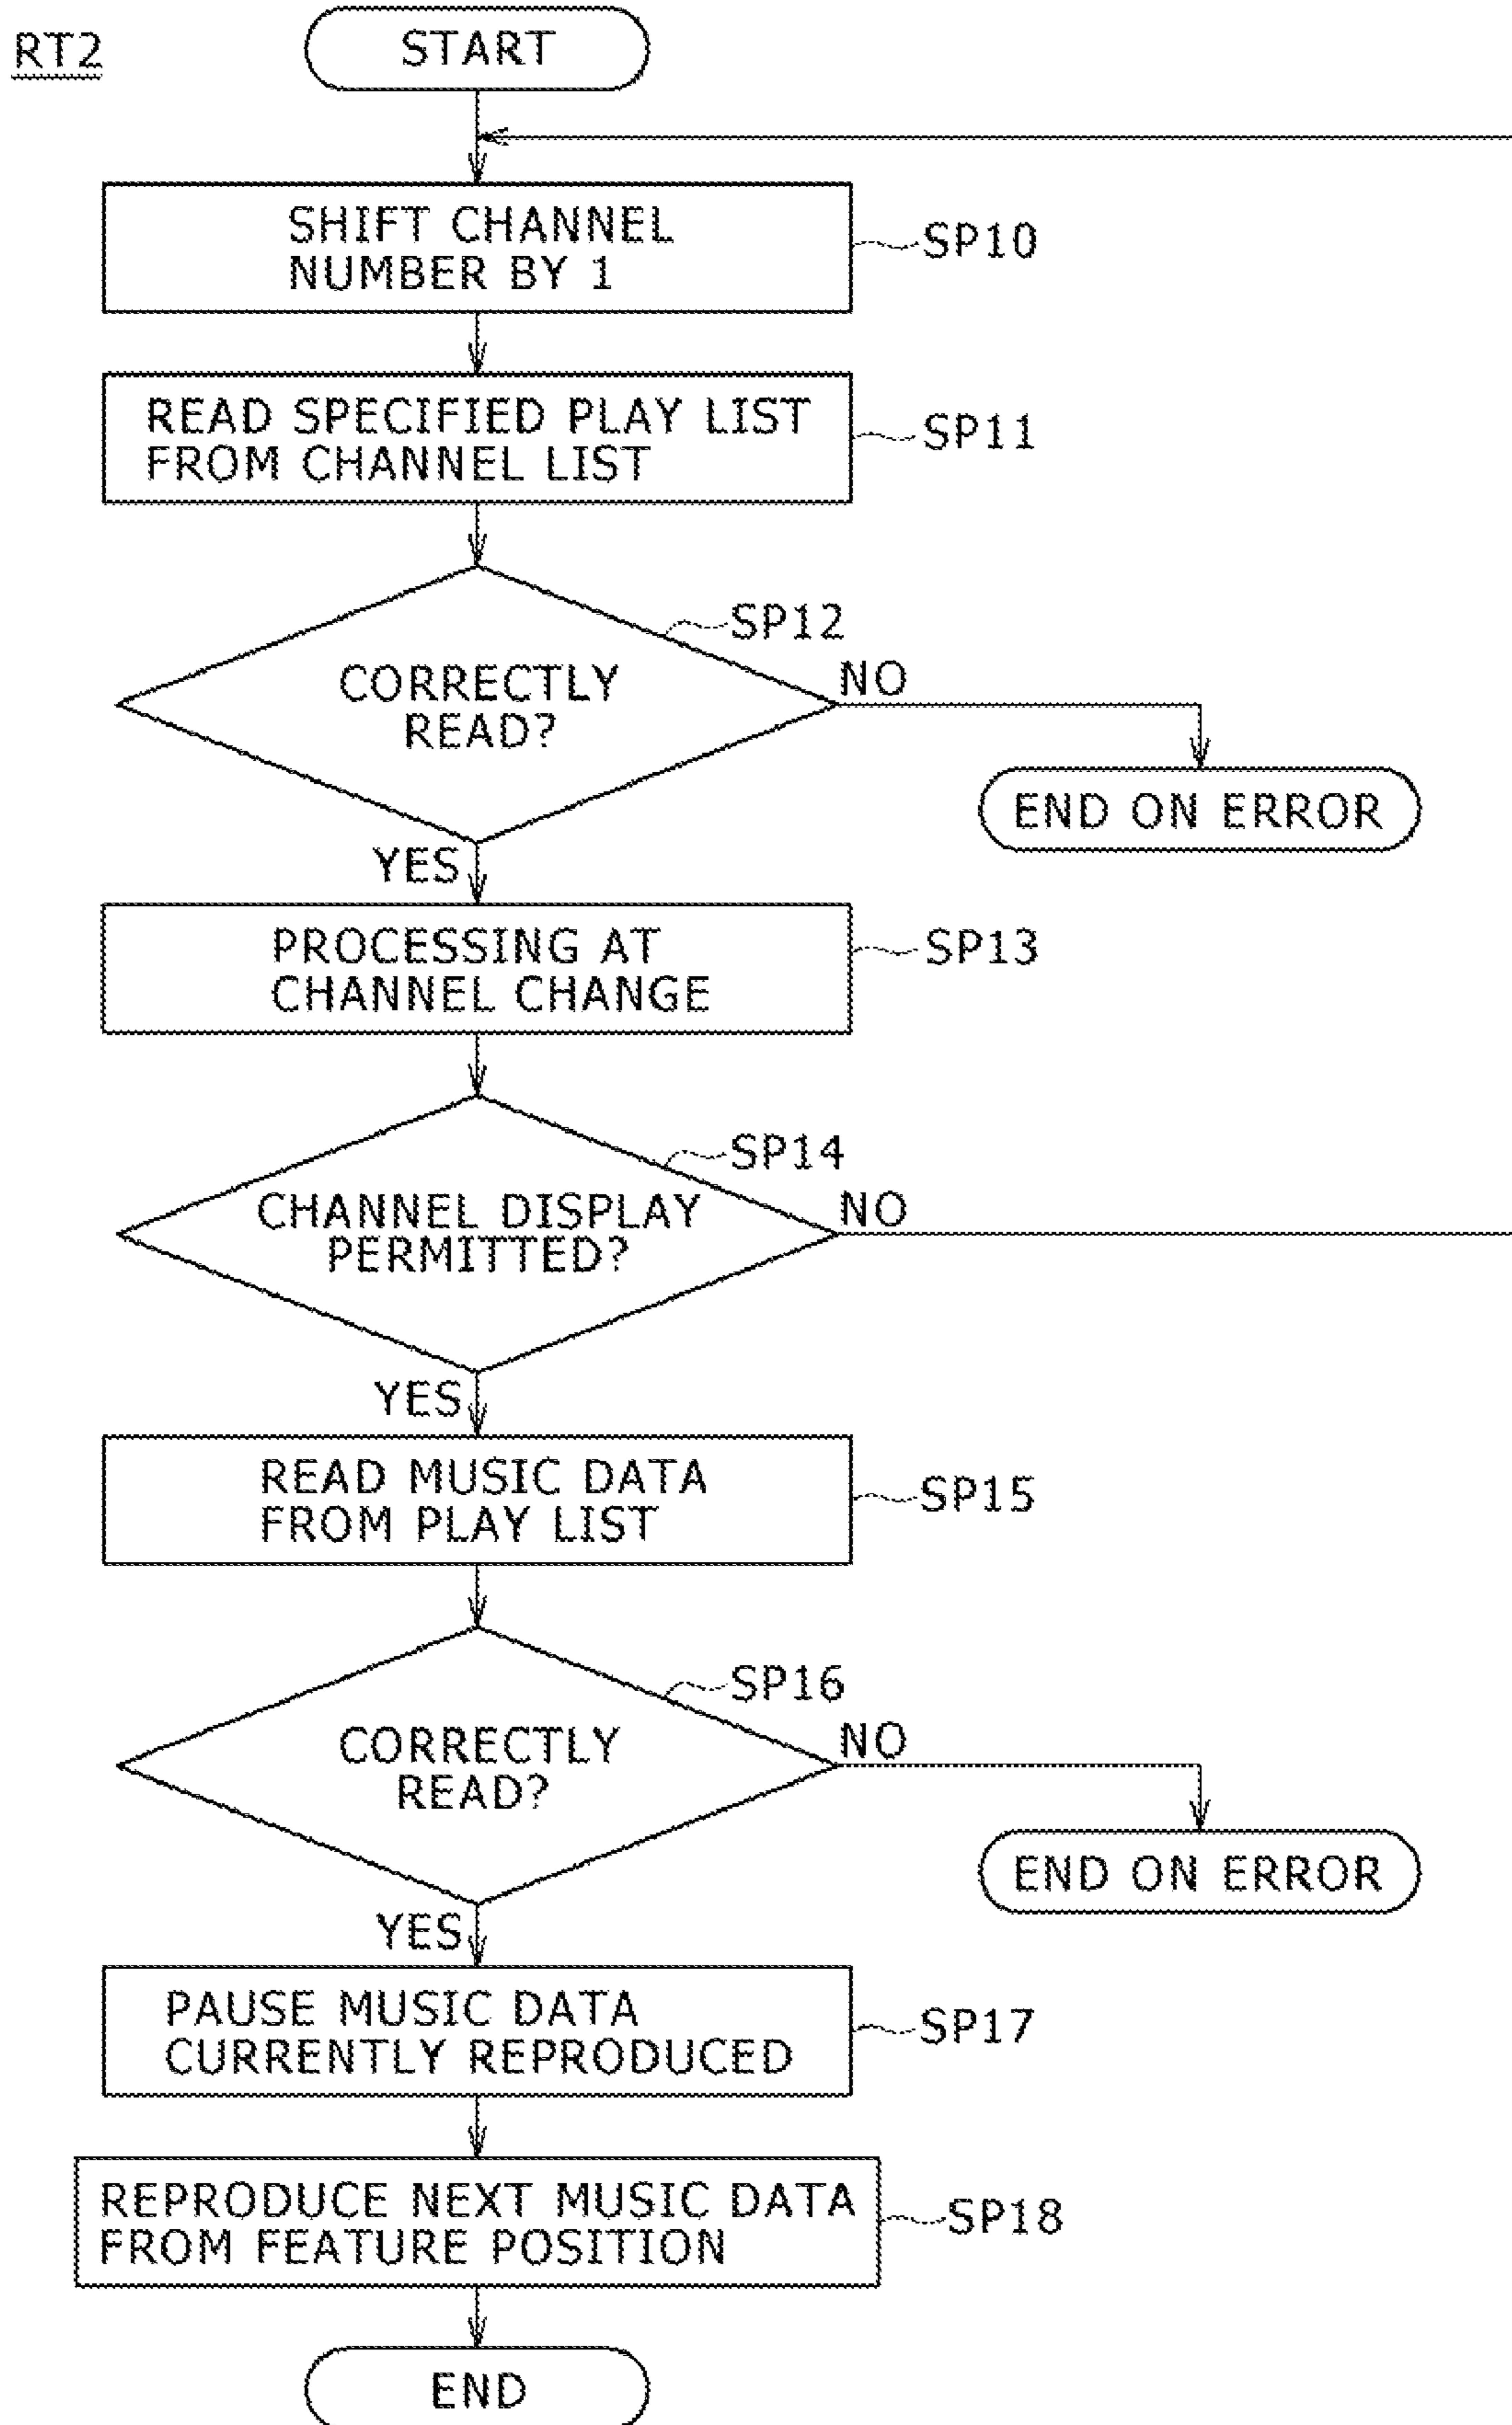 RT2
START
SHIFT CHANNEL
NUMBER BY 1
SP10
READ SPECIFIED PLAY LIST
FROM CHANNEL LIST
SP11
SP12
CORRECTLY
READ?
NO
END ON ERROR
YES
PROCESSING AT
CHANNEL CHANGE
SP13
SP14
CHANNEL DISPLAY
PERMITTED?
NO
YES
READ MUSIC DATA
FROM PLAY LIST
SP15
SP16
CORRECTLY
READ?
NO
END ON ERROR
YES
PAUSE MUSIC DATA
CURRENTLY REPRODUCED
SP17
REPRODUCE NEXT MUSIC DATA
FROM FEATURE POSITION
SP18
END